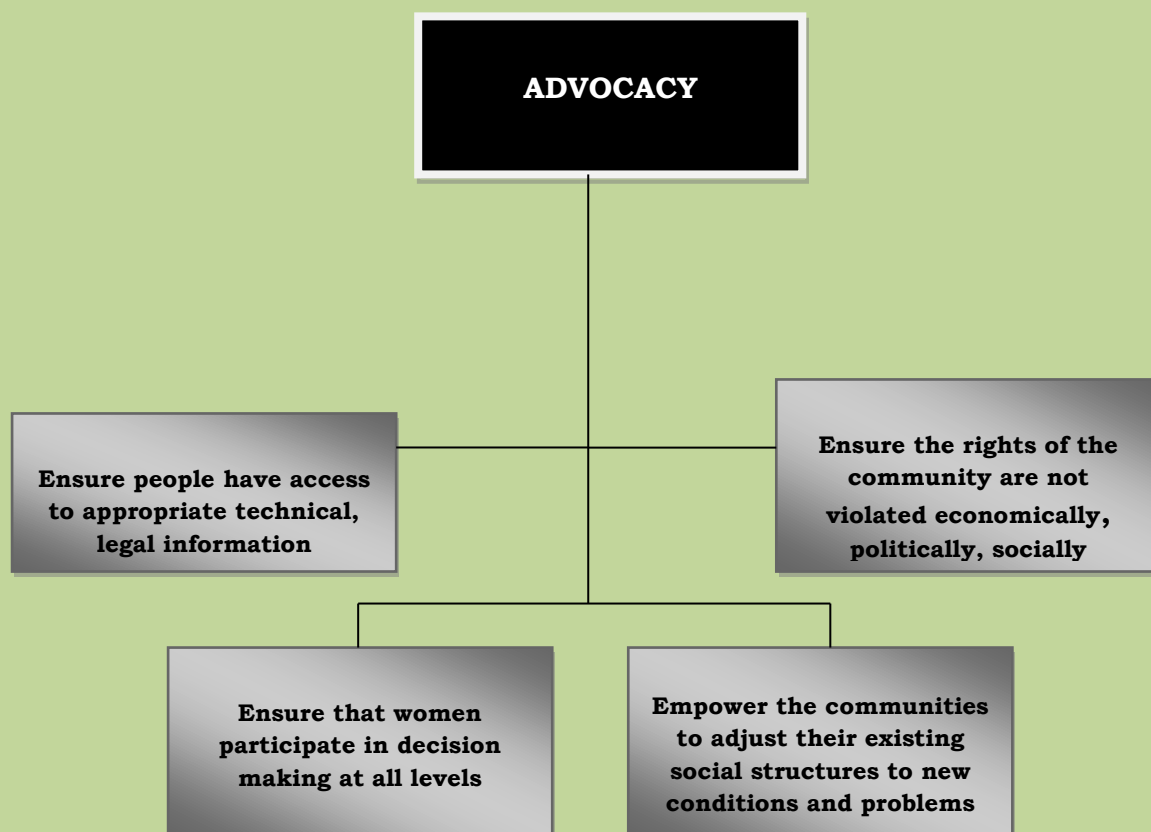 ADVOCACY
Ensure people have access
to appropriate technical,
legal information
Ensure the rights of the
community are not
violated economically,
politically, socially
Ensure that women
participate in decision
making at all levels
Empower the communities
to adjust their existing
social structures to new
conditions and problems